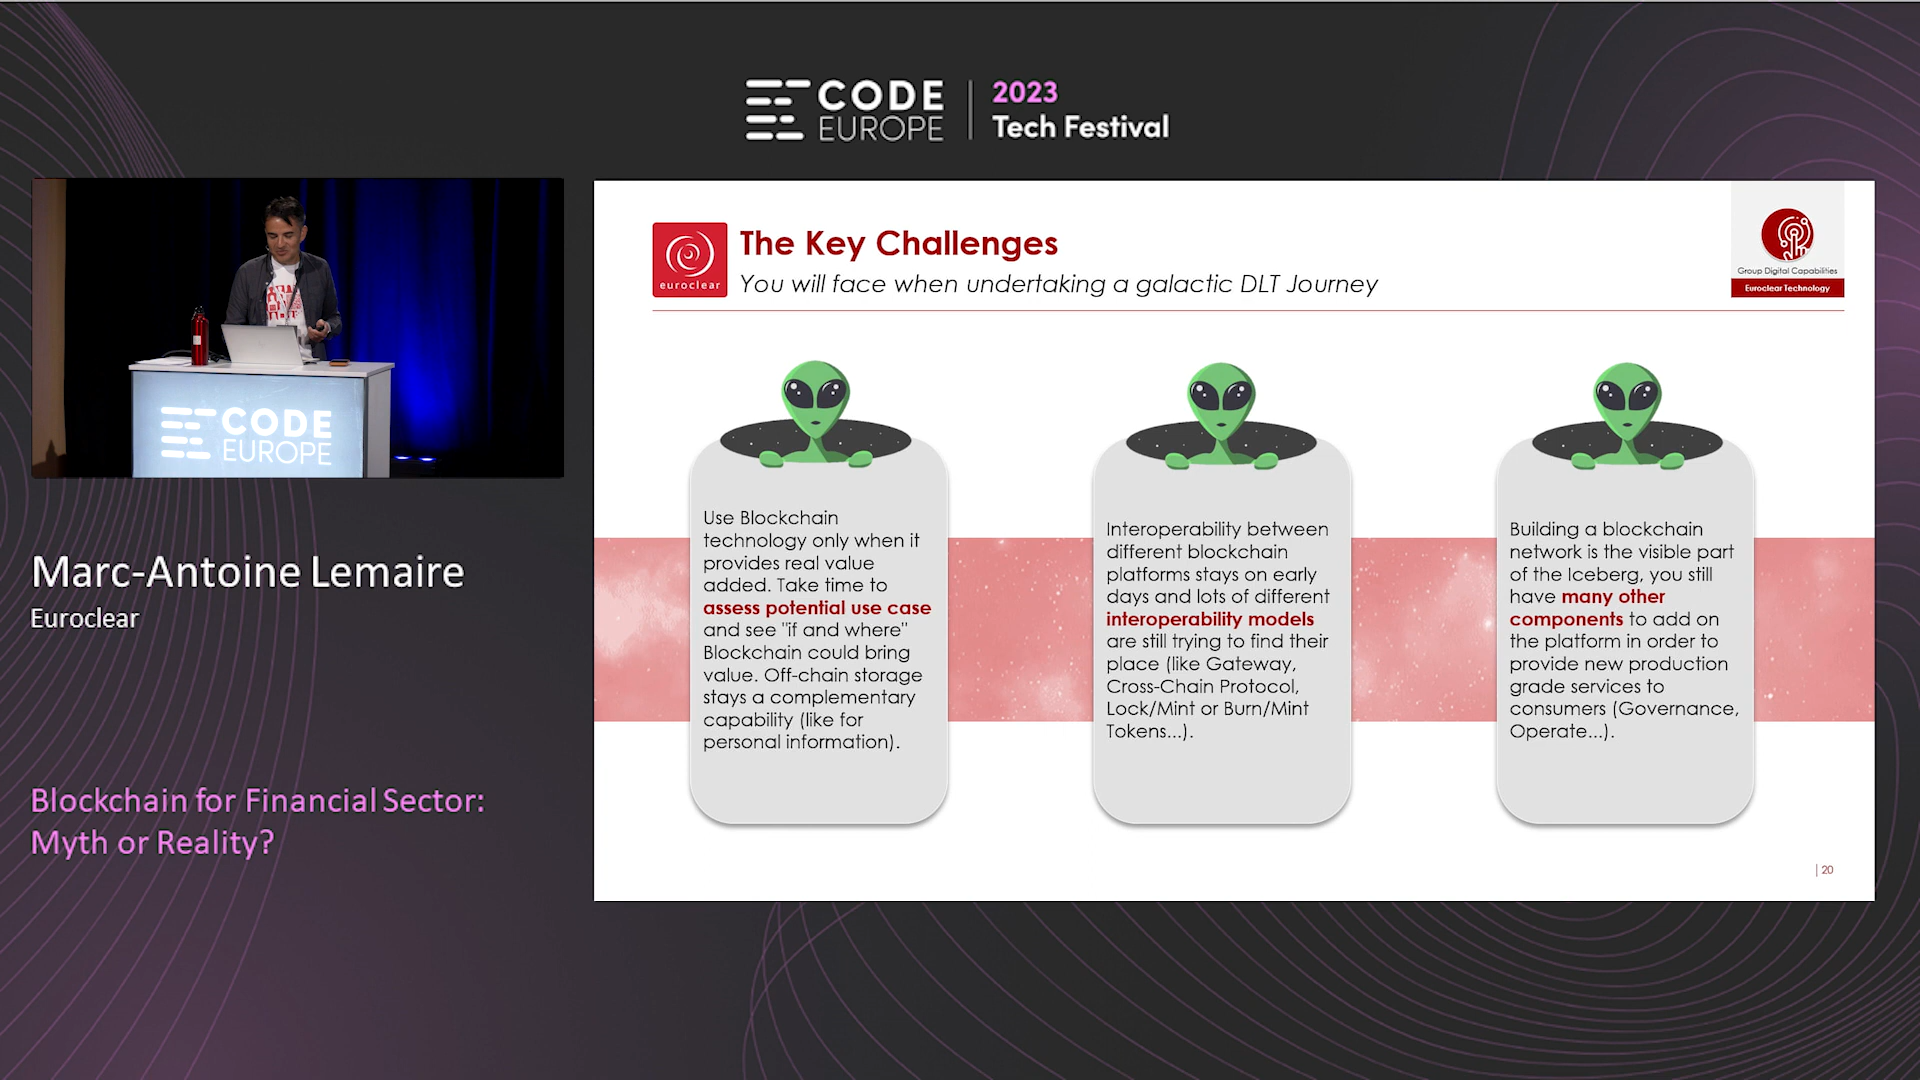 CODE
EUROPE
2023
Tech Festival
CODE
EUROPE
Marc-Antoine Lemaire
Euroclear
Blockchain for Financial Sector:
Myth or Reality?
euroclear
The Key Challenges
You will face when undertaking a galactic DLT Journey
Group Digital Capabilities
Euroclear Technology
Use Blockchain
technology only when it
provides real value
added. Take time to
assess potential use case
and see "if and where"
Blockchain could bring
value. Off-chain storage
stays a complementary
capability (like for
personal information).
Interoperability between
different blockchain
platforms stays on early
days and lots of different
interoperability models
are still trying to find their
place (like Gateway,
Cross-Chain Protocol,
Lock/Mint or Burn/Mint
Tokens...).
Building a blockchain
network is the visible part
of the Iceberg, you still
have many other
components to add on
the platform in order to
provide new production
grade services to
consumers (Governance,
Operate...).
| 20